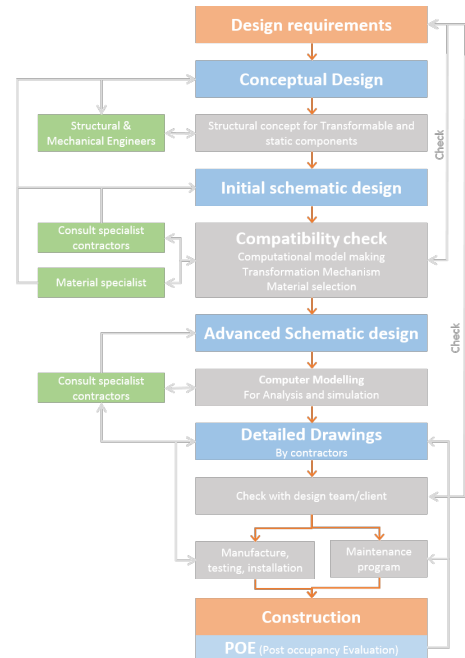 Design requirements
Conceptual Design
Structural &
Mechanical Engineers
Structural concept for Transformable and
static components
Check
Initial schematic design
Consult specialist
contractors
Material specialist
Compatibility check
Computational model making
Transformation Mechanism
Material selection
Check
Advanced Schematic design
Consult specialist
contractors
Computer Modelling
For Analysis and simulation
Detailed Drawings
By contractors
Check with design team/client
Manufacture,
testing, installation
Maintenance
program
Construction
POE (Post occupancy Evaluation)